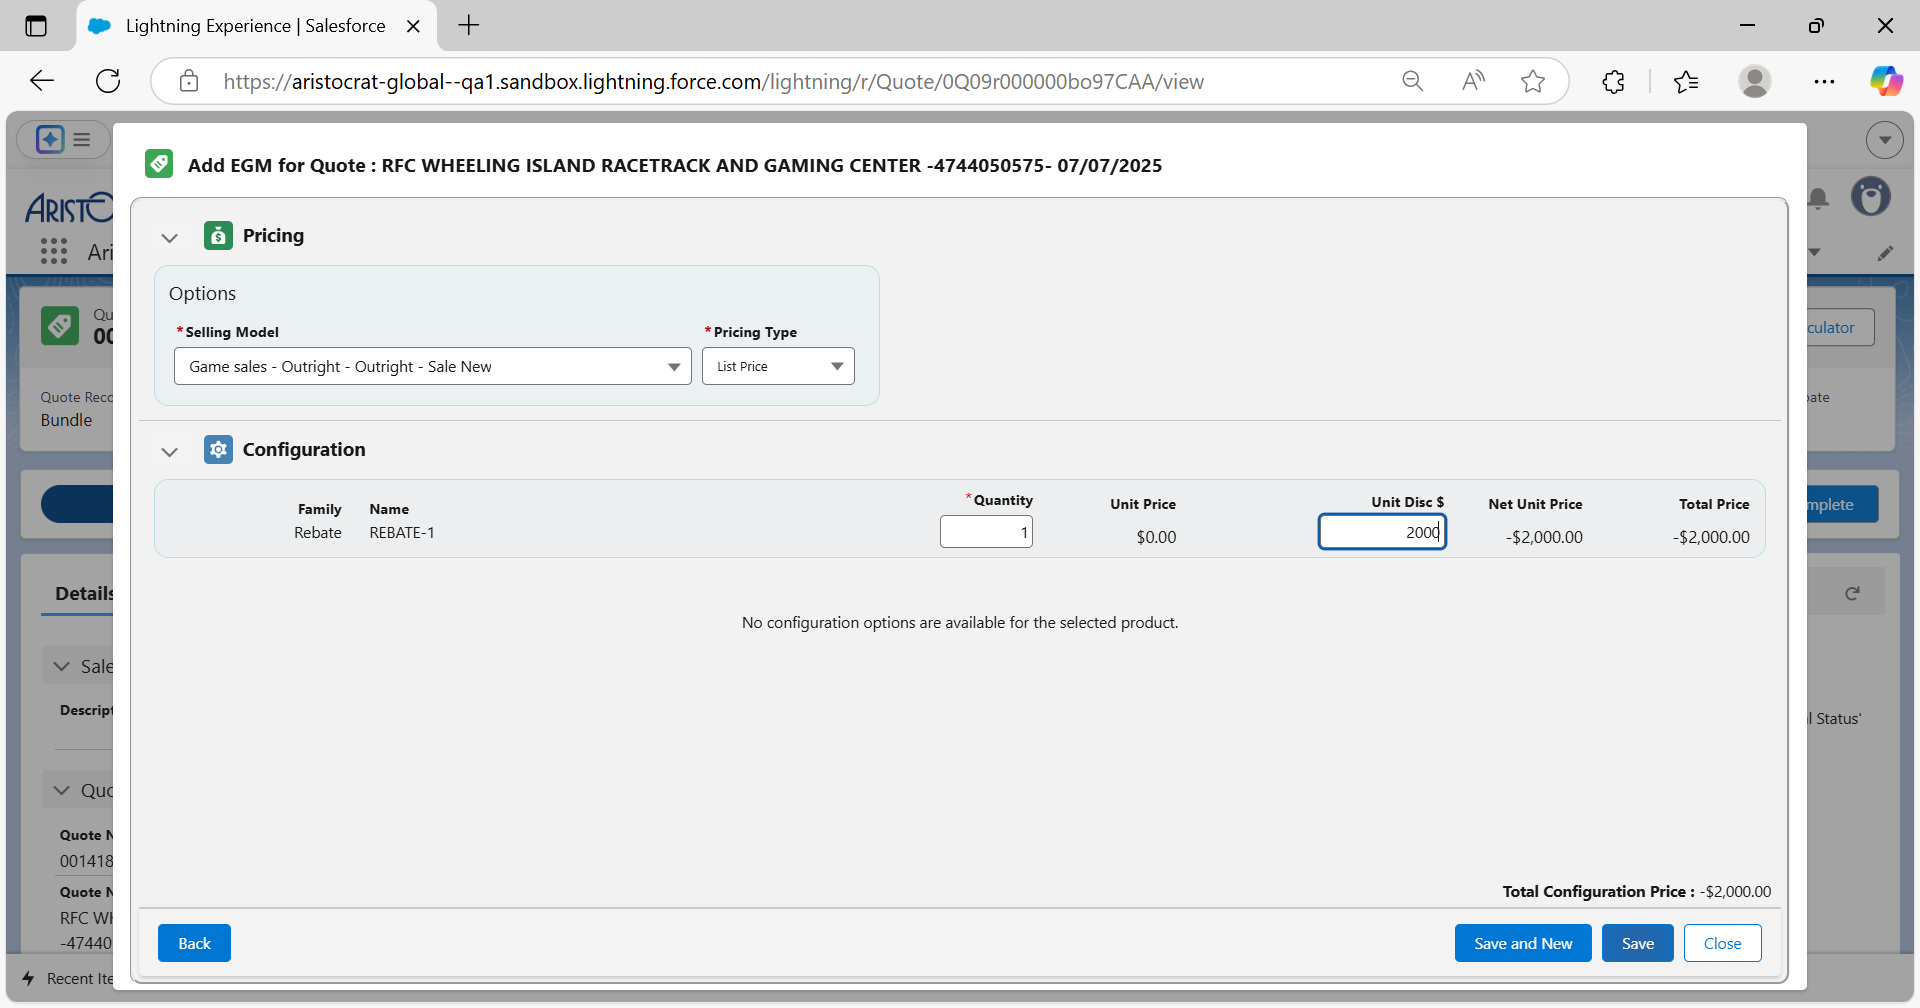 Lightning Experience | Salesforce
https://aristocrat-global--qa1.sandbox.lightning.force.com/lightning/r/Quote/0Q09r000000bo97CAA/view
Add EGM for Quote : RFC WHEELING ISLAND RACETRACK AND GAMING CENTER -4744050575- 07/07/2025
Pricing
Options
*Selling Model
*Pricing Type
Game sales - Outright - Outright - Sale New
List Price
Configuration
Family
Name
*Quantity
Unit Price
Unit Disc $
Net Unit Price
Total Price
Rebate
REBATE-1
1
$0.00
2000
-$2,000.00
-$2,000.00
No configuration options are available for the selected product.
Total Configuration Price : -$2,000.00
Back
Save and New
Save
Close
ARISTO
Ari
Qu
00
Quote Reco
Bundle
culator
mplete
Details
Sale
Descript
l Status'
Quo
Quote N
001418
Quote N
RFC WH
-47440
Recent Ite